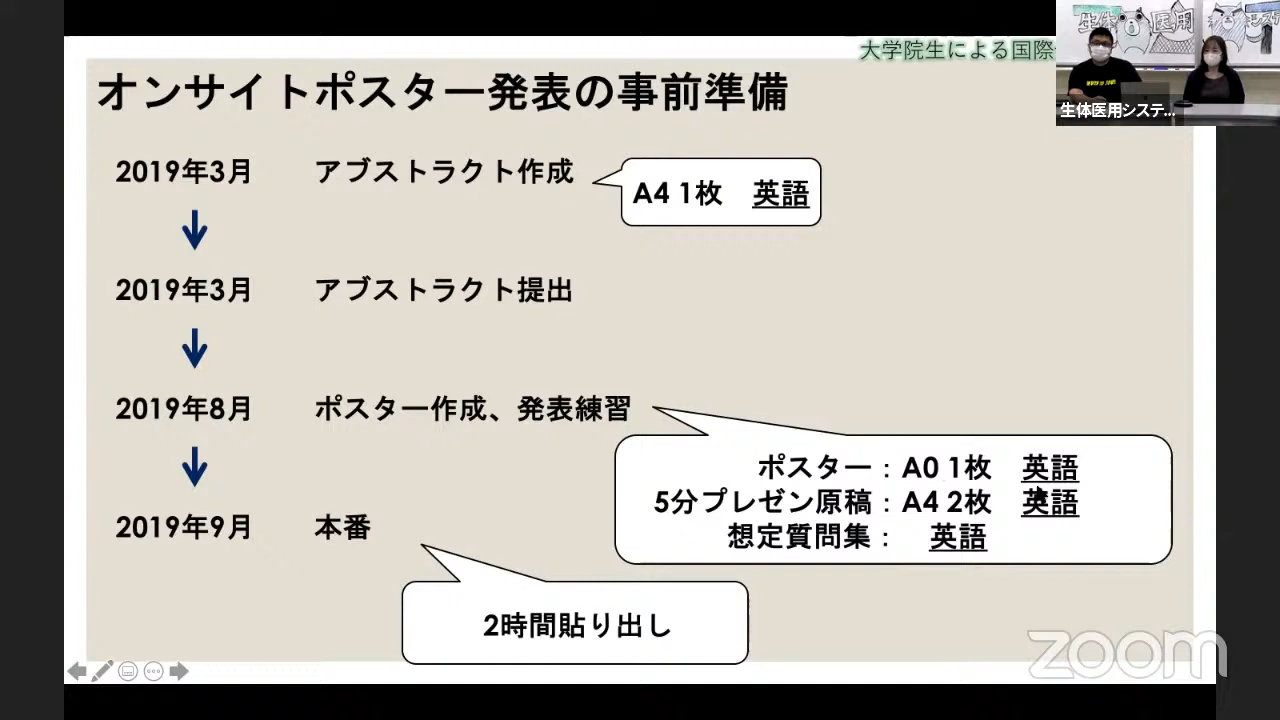 大学院生による国際
オンサイトポスター発表の事前準備
生体医用システ...
2019年3月 アブストラクト作成
A4 1枚 英語
2019年3月 アブストラクト提出
2019年8月 ポスター作成、発表練習
ポスター：A0 1枚 英語
5分プレゼン原稿：A4 2枚 英語
想定質問集： 英語
2019年9月 本番
2時間貼り出し
zoom